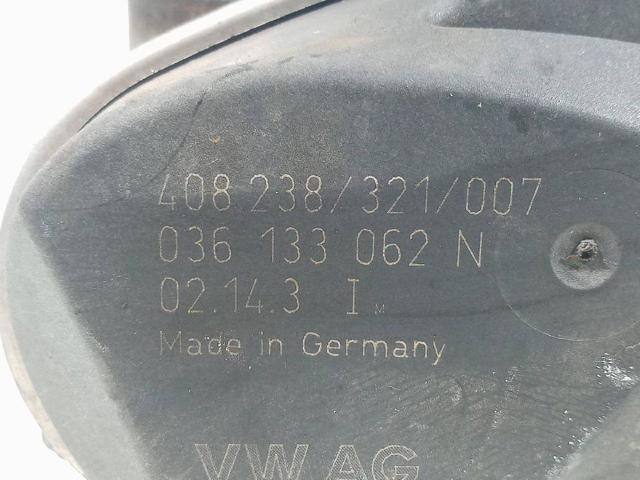 408 238/321/007
036 133 062 N
02.14.3 I M
Made in Germany
VW AG